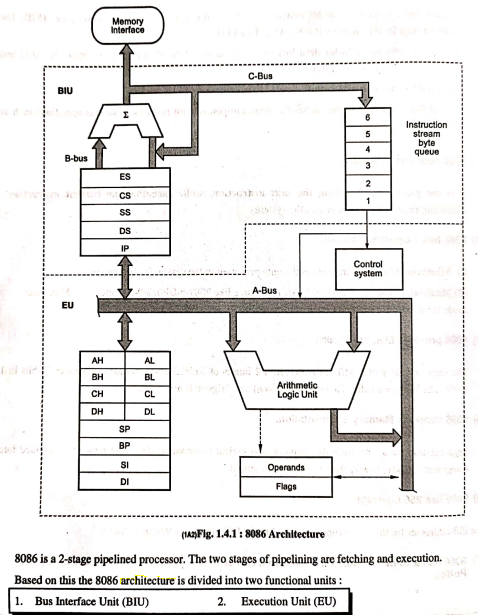 Memory
Interface
C-Bus
BIU
Σ
B-bus
6
5
4
3
2
1
Instruction
stream
byte
queue
ES
CS
SS
DS
IP
Control
system
EU
A-Bus
AH AL
BH BL
CH CL
DH DL
SP
BP
SI
DI
Arithmetic
Logic Unit
Operands
Flags
(1A2)Fig. 1.4.1 : 8086 Architecture
8086 is a 2-stage pipelined processor. The two stages of pipelining are fetching and execution.
Based on this the 8086 architecture is divided into two functional units :
1. Bus Interface Unit (BIU) 2. Execution Unit (EU)